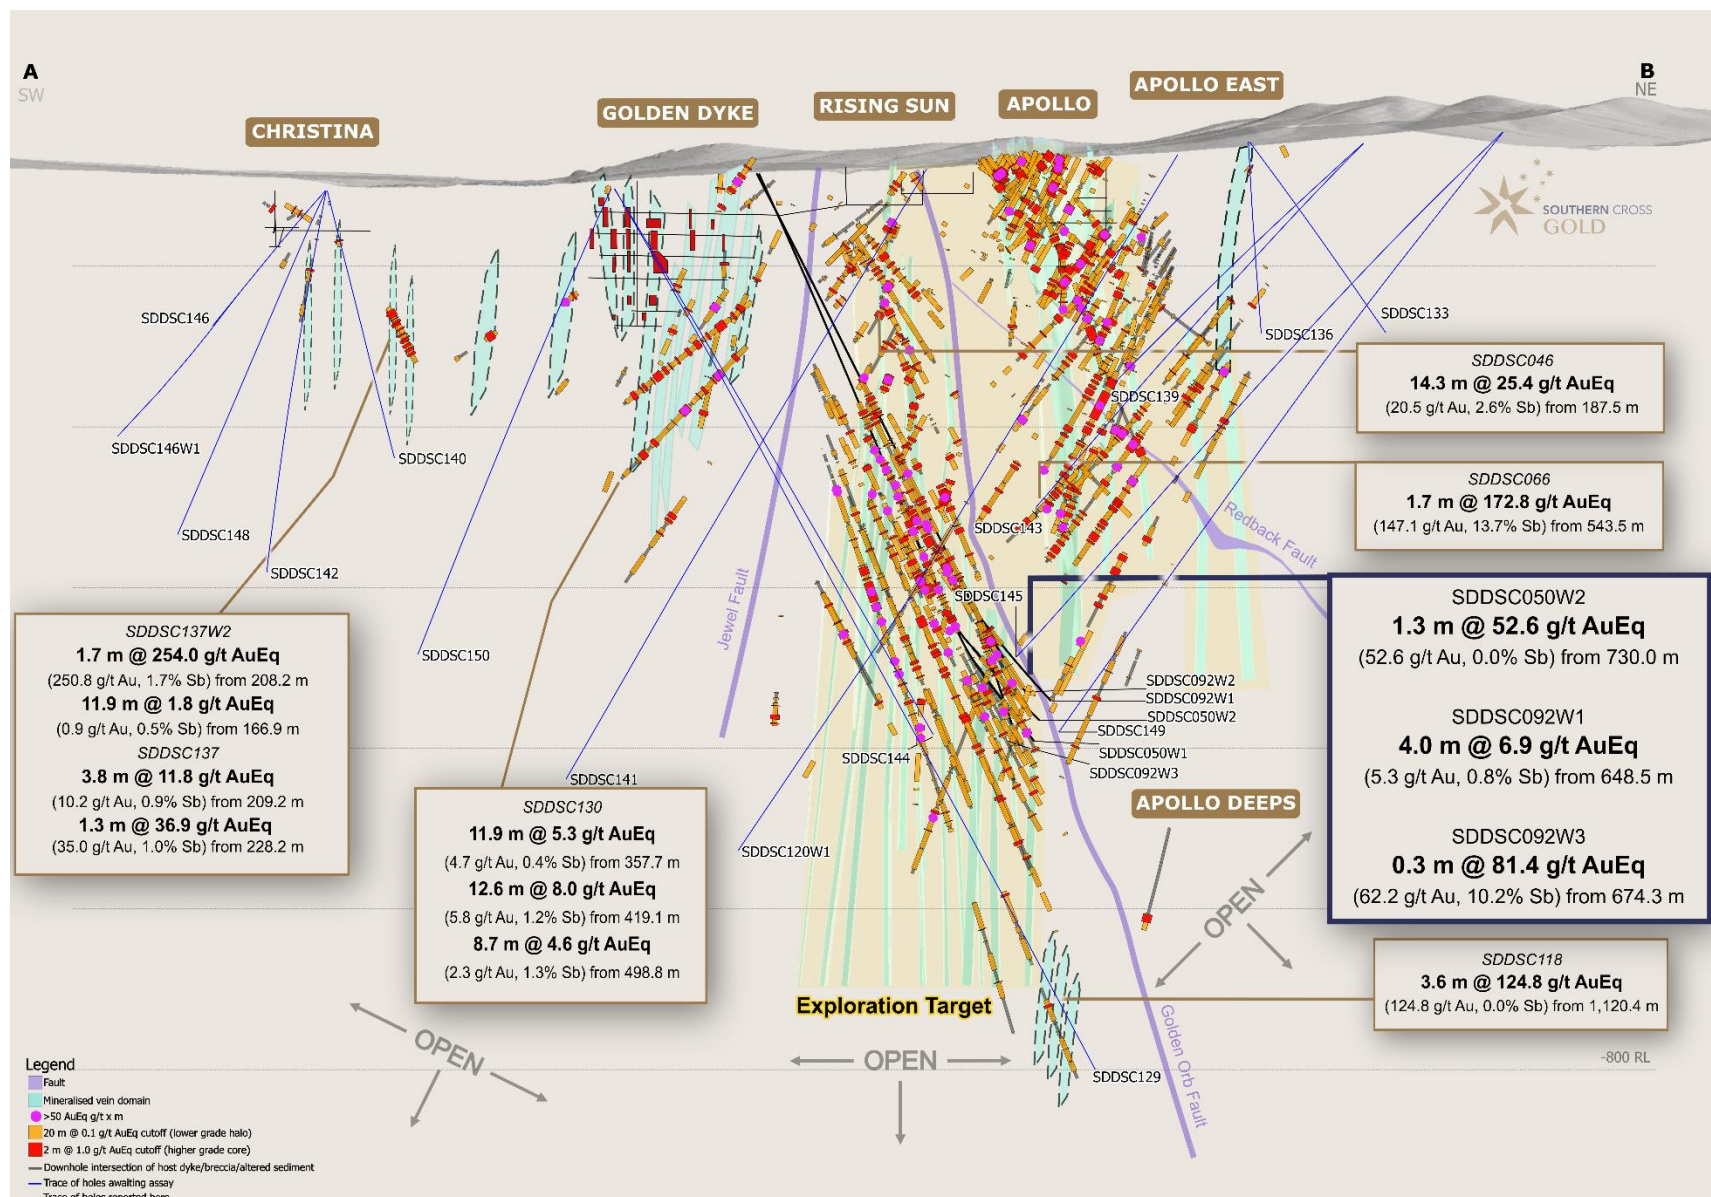 A
SW
B
NE
CHRISTINA
GOLDEN DYKE
RISING SUN
APOLLO
APOLLO EAST
SOUTHERN CROSS
GOLD
SDDSC146
SDDSC146W1
SDDSC148
SDDSC142
SDDSC140
SDDSC150
SDDSC141
SDDSC120W1
SDDSC144
SDDSC139
SDDSC143
SDDSC145
SDDSC136
SDDSC133
SDDSC092W2
SDDSC092W1
SDDSC050W2
SDDSC149
SDDSC050W1
SDDSC092W3
SDDSC129
Jewel Fault
Redback Fault
Golden Orb Fault
APOLLO DEEPS
SDDSC046
14.3 m @ 25.4 g/t AuEq
(20.5 g/t Au, 2.6% Sb) from 187.5 m
SDDSC066
1.7 m @ 172.8 g/t AuEq
(147.1 g/t Au, 13.7% Sb) from 543.5 m
SDDSC050W2
1.3 m @ 52.6 g/t AuEq
(52.6 g/t Au, 0.0% Sb) from 730.0 m
SDDSC092W1
4.0 m @ 6.9 g/t AuEq
(5.3 g/t Au, 0.8% Sb) from 648.5 m
SDDSC092W3
0.3 m @ 81.4 g/t AuEq
(62.2 g/t Au, 10.2% Sb) from 674.3 m
SDDSC118
3.6 m @ 124.8 g/t AuEq
(124.8 g/t Au, 0.0% Sb) from 1,120.4 m
SDDSC137W2
1.7 m @ 254.0 g/t AuEq
(250.8 g/t Au, 1.7% Sb) from 208.2 m
11.9 m @ 1.8 g/t AuEq
(0.9 g/t Au, 0.5% Sb) from 166.9 m
SDDSC137
3.8 m @ 11.8 g/t AuEq
(10.2 g/t Au, 0.9% Sb) from 209.2 m
1.3 m @ 36.9 g/t AuEq
(35.0 g/t Au, 1.0% Sb) from 228.2 m
SDDSC130
11.9 m @ 5.3 g/t AuEq
(4.7 g/t Au, 0.4% Sb) from 357.7 m
12.6 m @ 8.0 g/t AuEq
(5.8 g/t Au, 1.2% Sb) from 419.1 m
8.7 m @ 4.6 g/t AuEq
(2.3 g/t Au, 1.3% Sb) from 498.8 m
Exploration Target
OPEN
OPEN
OPEN
-800 RL
Legend
Fault
Mineralised vein domain
>50 AuEq g/t x m
20 m @ 0.1 g/t AuEq cutoff (lower grade halo)
2 m @ 1.0 g/t AuEq cutoff (higher grade core)
Downhole intersection of host dyke/breccia/altered sediment
Trace of holes awaiting assay
Trace of holes reported here